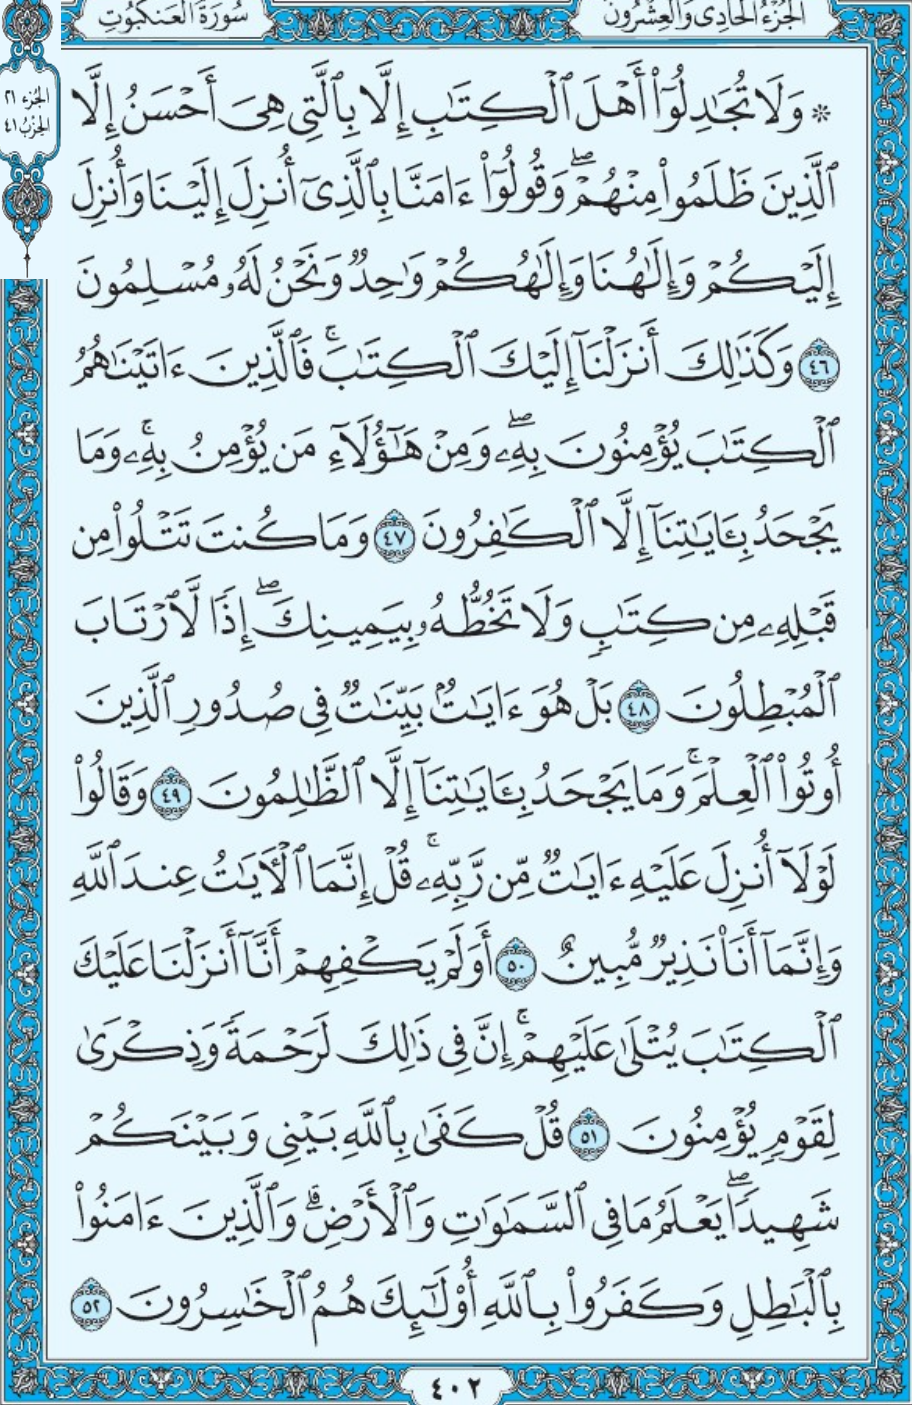 الجُزْءُ الحَادِى وَالعِشْرُونَ
سُورَةُ العَنكَبُوتِ
الجُزء ٢١
الحِزْبُ ٤١
۞ وَلَا تُجَٰدِلُوٓا۟ أَهْلَ ٱلْكِتَٰبِ إِلَّا بِٱلَّتِى هِىَ أَحْسَنُ إِلَّا
ٱلَّذِينَ ظَلَمُوا۟ مِنْهُمْ ۖ وَقُولُوٓا۟ ءَامَنَّا بِٱلَّذِىٓ أُنزِلَ إِلَيْنَا وَأُنزِلَ
إِلَيْكُمْ وَإِلَٰهُنَا وَإِلَٰهُكُمْ وَٰحِدٌ وَنَحْنُ لَهُۥ مُسْلِمُونَ
٤٦ وَكَذَٰلِكَ أَنزَلْنَآ إِلَيْكَ ٱلْكِتَٰبَ ۚ فَٱلَّذِينَ ءَاتَيْنَٰهُمُ
ٱلْكِتَٰبَ يُؤْمِنُونَ بِهِۦ ۖ وَمِنْ هَٰٓؤُلَآءِ مَن يُؤْمِنُ بِهِۦ ۚ وَمَا
يَجْحَدُ بِـَٔايَٰتِنَآ إِلَّا ٱلْكَٰفِرُونَ ٤٧ وَمَا كُنتَ تَتْلُوا۟ مِن
قَبْلِهِۦ مِن كِتَٰبٍ وَلَا تَخُطُّهُۥ بِيَمِينِكَ ۖ إِذًا لَّٱرْتَابَ
ٱلْمُبْطِلُونَ ٤٨ بَلْ هُوَ ءَايَٰتٌۢ بَيِّنَٰتٌ فِى صُدُورِ ٱلَّذِينَ
أُوتُوا۟ ٱلْعِلْمَ ۚ وَمَا يَجْحَدُ بِـَٔايَٰتِنَآ إِلَّا ٱلظَّٰلِمُونَ ٤٩ وَقَالُوا۟
لَوْلَآ أُنزِلَ عَلَيْهِ ءَايَٰتٌ مِّن رَّبِّهِۦ ۚ قُلْ إِنَّمَا ٱلْـَٔايَٰتُ عِندَ ٱللَّهِ
وَإِنَّمَآ أَنَا۠ نَذِيرٌ مُّبِينٌ ٥٠ أَوَلَمْ يَكْفِهِمْ أَنَّآ أَنزَلْنَا عَلَيْكَ
ٱلْكِتَٰبَ يُتْلَىٰ عَلَيْهِمْ ۚ إِنَّ فِى ذَٰلِكَ لَرَحْمَةً وَذِكْرَىٰ
لِقَوْمٍ يُؤْمِنُونَ ٥١ قُلْ كَفَىٰ بِٱللَّهِ بَيْنِى وَبَيْنَكُمْ
شَهِيدًا ۖ يَعْلَمُ مَا فِى ٱلسَّمَٰوَٰتِ وَٱلْأَرْضِ ۗ وَٱلَّذِينَ ءَامَنُوا۟
بِٱلْبَٰطِلِ وَكَفَرُوا۟ بِٱللَّهِ أُو۟لَٰٓئِكَ هُمُ ٱلْخَٰسِرُونَ ٥٢
٤٠٢